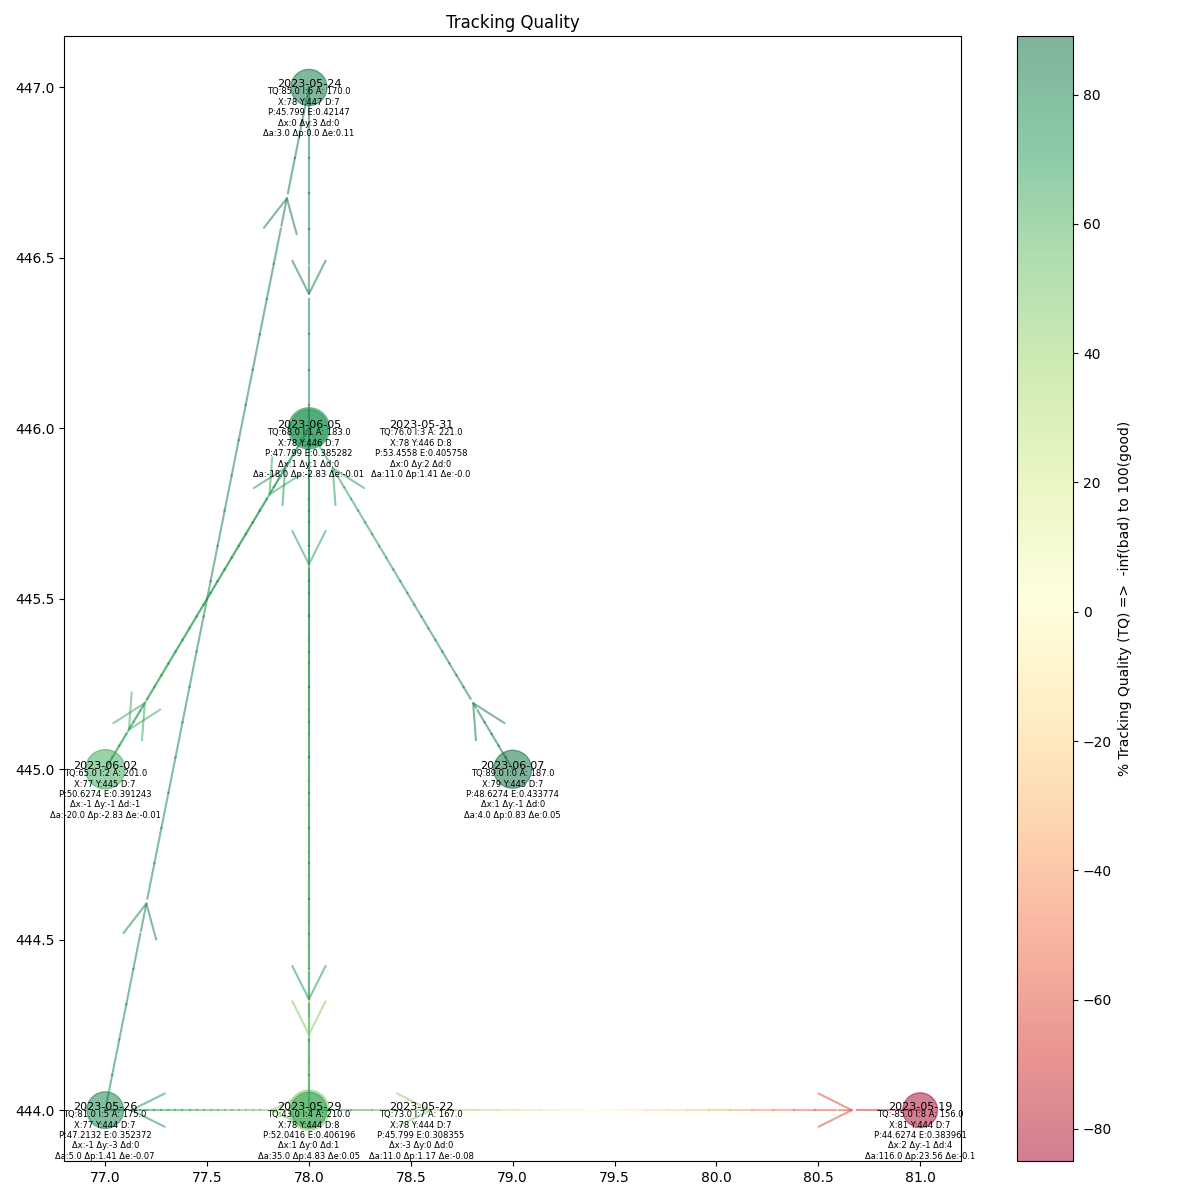 Tracking Quality
447.0
446.5
446.0
445.5
445.0
444.5
444.0
77.0
77.5
78.0
78.5
79.0
79.5
80.0
80.5
81.0
2023-05-24
TQ:85.0 I:6 A: 170.0
X:78 Y:447 D:7
P:45.799 E:0.42147
Δx:0 Δy:3 Δd:0
Δa:3.0 Δp:0.0 Δe:0.11
2023-06-05
TQ:68.0 I:1 A: 183.0
X:78 Y:446 D:7
P:47.799 E:0.385282
Δx:1 Δy:1 Δd:0
Δa:-18.0 Δp:-2.83 Δe:-0.01
2023-05-31
TQ:76.0 I:3 A: 221.0
X:78 Y:446 D:8
P:53.4558 E:0.405758
Δx:0 Δy:2 Δd:0
Δa:11.0 Δp:1.41 Δe:-0.0
2023-06-02
TQ:65.0 I:2 A: 201.0
X:77 Y:445 D:7
P:50.6274 E:0.391243
Δx:-1 Δy:-1 Δd:-1
Δa:-20.0 Δp:-2.83 Δe:-0.01
2023-06-07
TQ:89.0 I:0 A: 187.0
X:79 Y:445 D:7
P:48.6274 E:0.433774
Δx:1 Δy:-1 Δd:0
Δa:4.0 Δp:0.83 Δe:0.05
2023-05-26
TQ:81.0 I:5 A: 175.0
X:77 Y:444 D:7
P:47.2132 E:0.352372
Δx:-1 Δy:-3 Δd:0
Δa:5.0 Δp:1.41 Δe:-0.07
2023-05-29
TQ:43.0 I:4 A: 210.0
X:78 Y:444 D:8
P:52.0416 E:0.406196
Δx:1 Δy:0 Δd:1
Δa:35.0 Δp:4.83 Δe:0.05
2023-05-22
TQ:73.0 I:7 A: 167.0
X:78 Y:444 D:7
P:45.799 E:0.308355
Δx:-3 Δy:0 Δd:0
Δa:11.0 Δp:1.17 Δe:-0.08
2023-05-19
TQ:-85.0 I:8 A: 156.0
X:81 Y:444 D:7
P:44.6274 E:0.383961
Δx:2 Δy:-1 Δd:4
Δa:116.0 Δp:23.56 Δe:-0.1
80
60
40
20
0
−20
−40
−60
−80
% Tracking Quality (TQ) => -inf(bad) to 100(good)